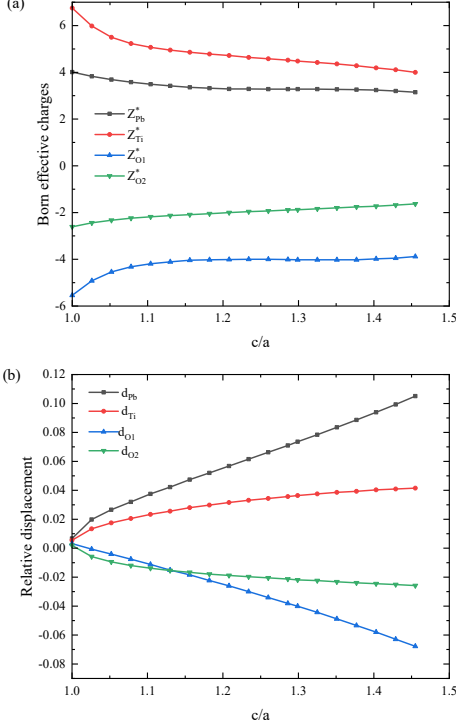 (a)
6
4
2
0
-2
-4
-6
Born effective charges
Z*Pb
Z*Ti
Z*O1
Z*O2
1.0 1.1 1.2 1.3 1.4 1.5
c/a
(b)
0.12
0.10
0.08
0.06
0.04
0.02
0.00
-0.02
-0.04
-0.06
-0.08
Relative displacement
dPb
dTi
dO1
dO2
1.0 1.1 1.2 1.3 1.4 1.5
c/a